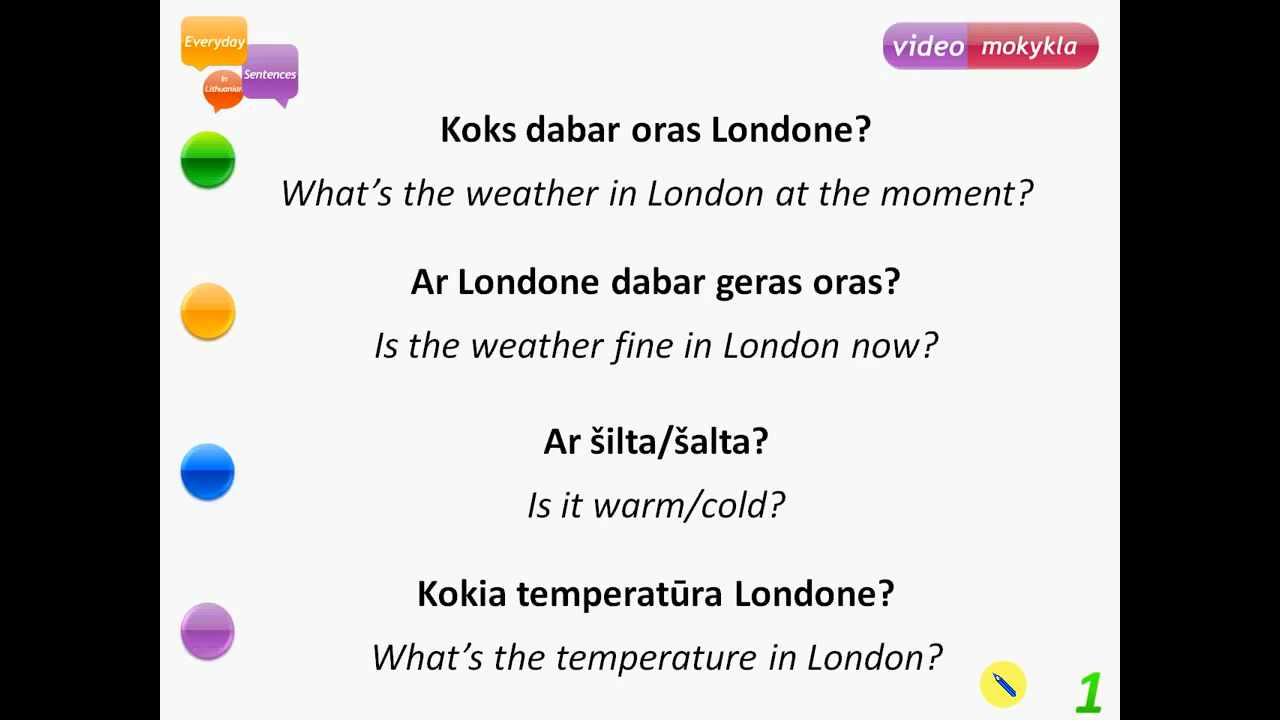 Everyday
In
Lithuanian
Sentences
video mokykla
Koks dabar oras Londone?
What's the weather in London at the moment?
Ar Londone dabar geras oras?
Is the weather fine in London now?
Ar šilta/šalta?
Is it warm/cold?
Kokia temperatūra Londone?
What's the temperature in London?
1